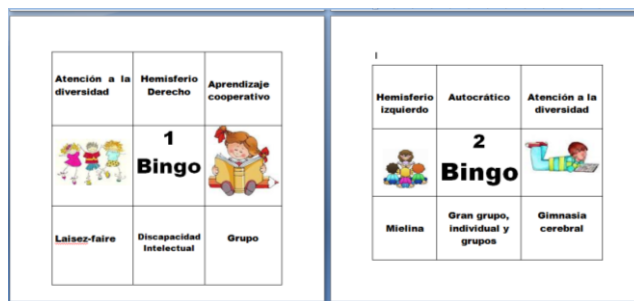 Atención a la
diversidad
Hemisferio
Derecho
Aprendizaje
cooperativo
1
Bingo
Laisez-faire
Discapacidad
Intelectual
Grupo
Hemisferio
izquierdo
Autocrático
Atención a la
diversidad
2
Bingo
Mielina
Gran grupo,
individual y
grupos
Gimnasia
cerebral